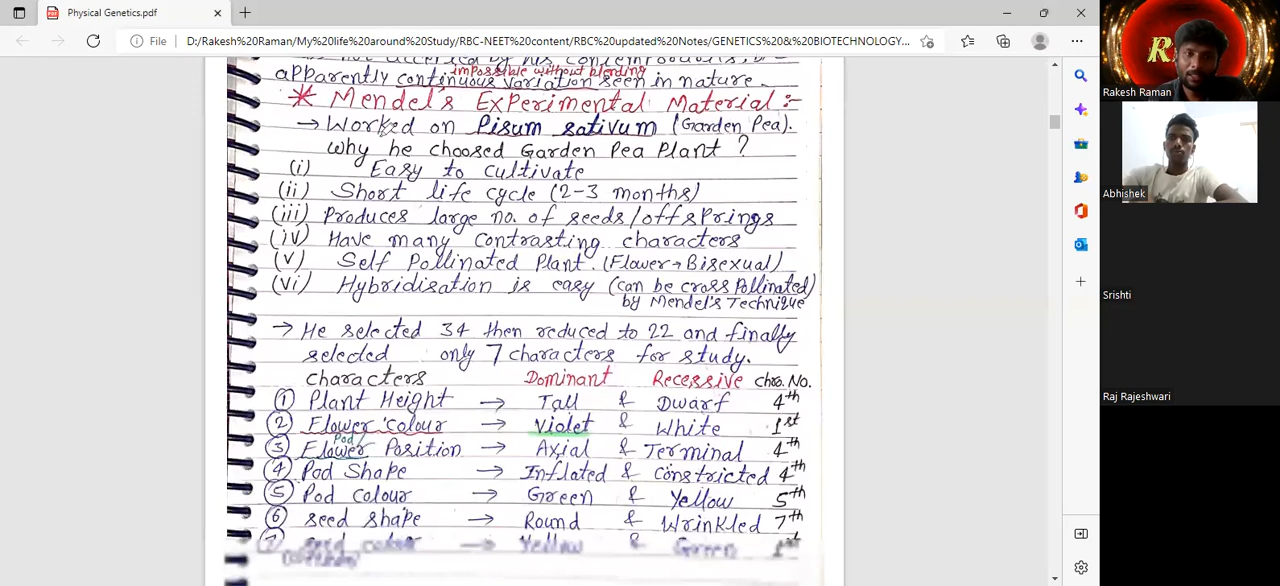 Physical Genetics.pdf
File D:/Rakesh%20Raman/My%20life%20around%20Study/RBC-NEET%20content/RBC%20updated%20Notes/GENETICS%20&%20BIOTECHNOLOGY...
impossible without blending
apparently continuous variation seen in nature.
* Mendel's Experimental Material :-
→ Worked on Pisum sativum (Garden Pea).
why he choosed Garden Pea Plant ?
(i) Easy to cultivate
(ii) Short life cycle (2-3 months)
(iii) Produces large no. of seeds/offsprings
(iv) Have many contrasting characters
(v) Self Pollinated Plant. (Flower → Bisexual)
(vi) Hybridisation is easy (can be cross pollinated)
by Mendel's Technique
→ He selected 34 then reduced to 22 and finally
selected only 7 characters for study.
characters Dominant Recessive chro. No.
① Plant Height → Tall & Dwarf 4th
② Flower colour → Violet & White 1st
Pod
③ Flower Position → Axial & Terminal 4th
④ Pod Shape → Inflated & constricted 4th
⑤ Pod colour → Green & Yellow 5th
⑥ seed shape → Round & Wrinkled 7th
colour → Yellow & Green 1st
Rakesh Raman
Abhishek
Srishti
Raj Rajeshwari